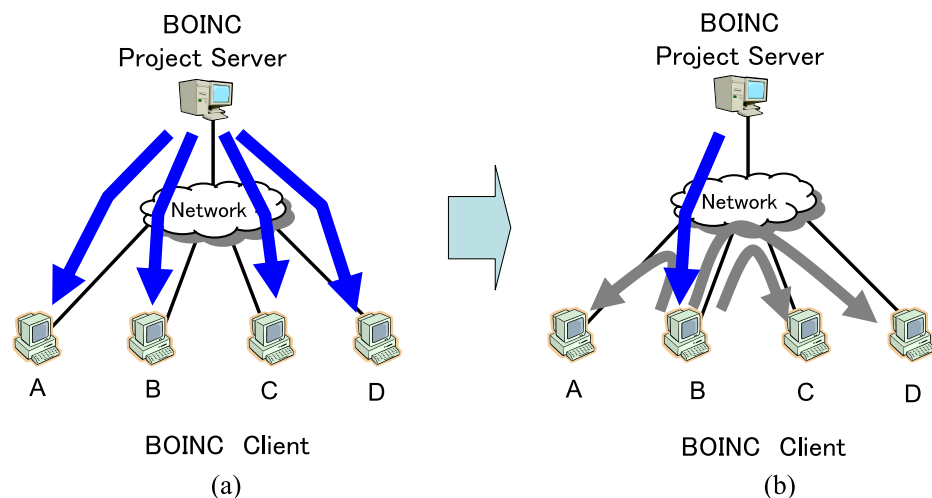 BOINC
Project Server
Network
A B C D
BOINC Client
(a)
BOINC
Project Server
Network
A B C D
BOINC Client
(b)